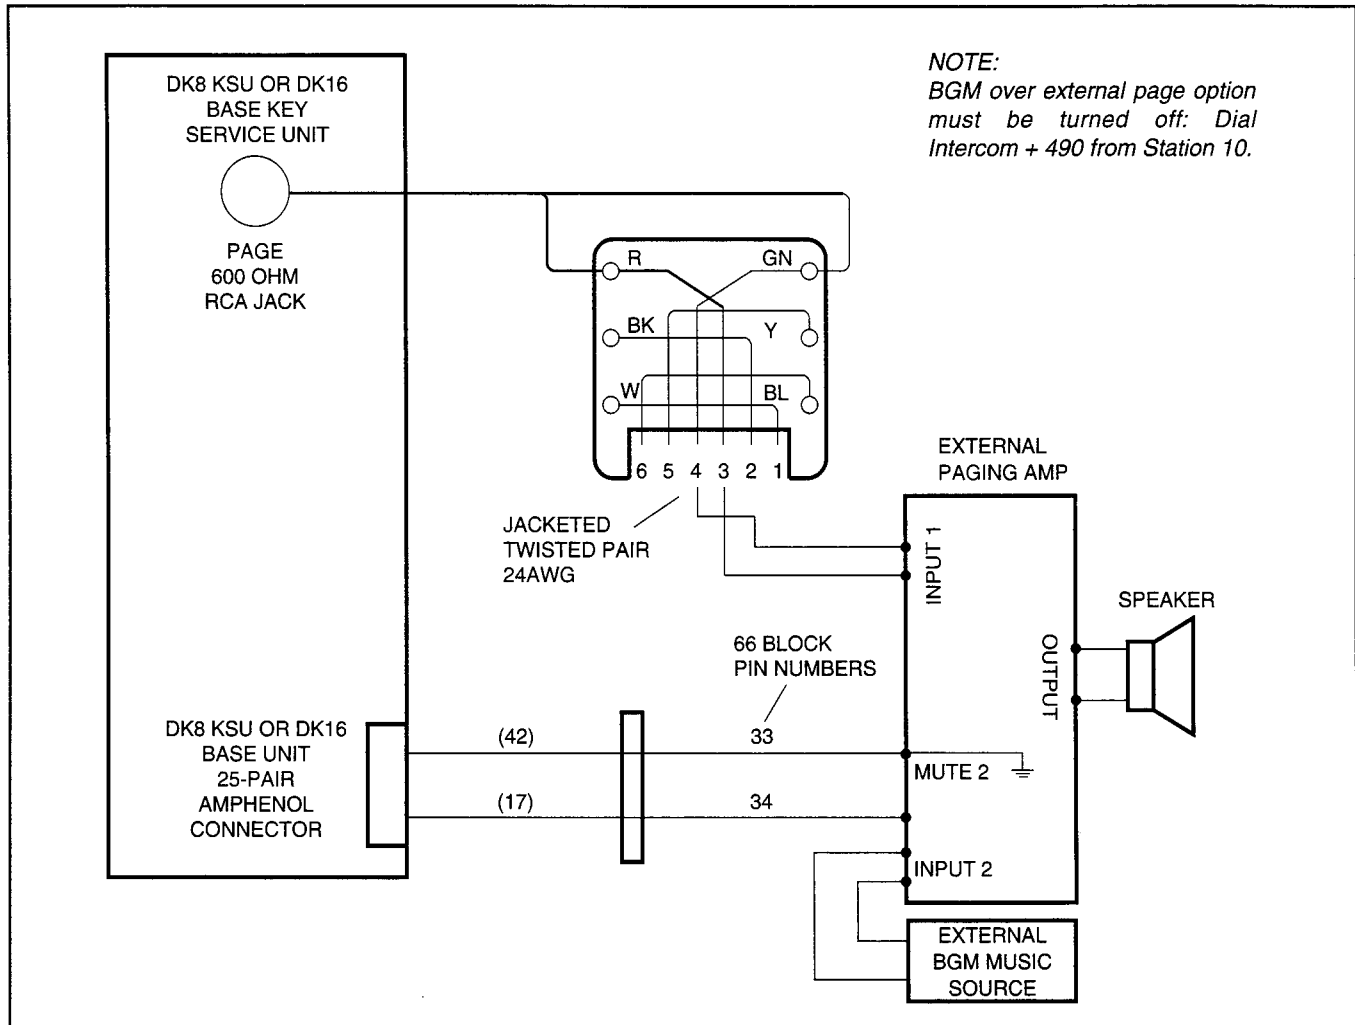 DK8 KSU OR DK16
BASE KEY
SERVICE UNIT
PAGE
600 OHM
RCA JACK
NOTE:
BGM over external page option
must be turned off: Dial
Intercom + 490 from Station 10.
R
GN
BK
Y
W
BL
6 5 4 3 2 1
JACKETED
TWISTED PAIR
24AWG
EXTERNAL
PAGING AMP
INPUT 1
SPEAKER
OUTPUT
66 BLOCK
PIN NUMBERS
DK8 KSU OR DK16
BASE UNIT
25-PAIR
AMPHENOL
CONNECTOR
(42)
33
MUTE 2
(17)
34
INPUT 2
EXTERNAL
BGM MUSIC
SOURCE